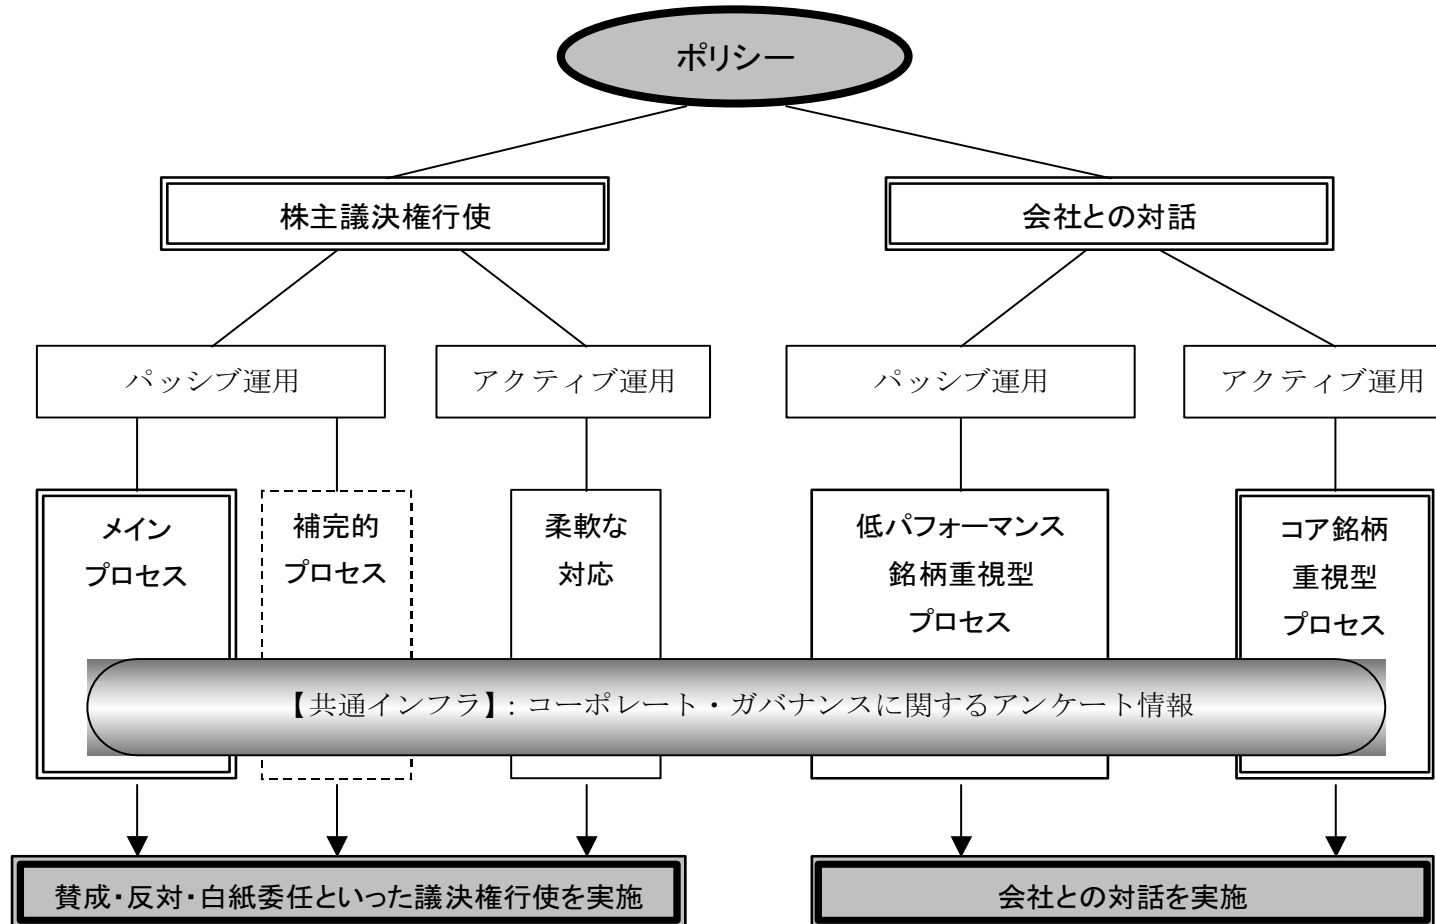 ポリシー
株主議決権行使
会社との対話
パッシブ運用
アクティブ運用
パッシブ運用
アクティブ運用
メイン
プロセス
補完的
プロセス
柔軟な
対応
低パフォーマンス
銘柄重視型
プロセス
コア銘柄
重視型
プロセス
【共通インフラ】：コーポレート・ガバナンスに関するアンケート情報
賛成・反対・白紙委任といった議決権行使を実施
会社との対話を実施